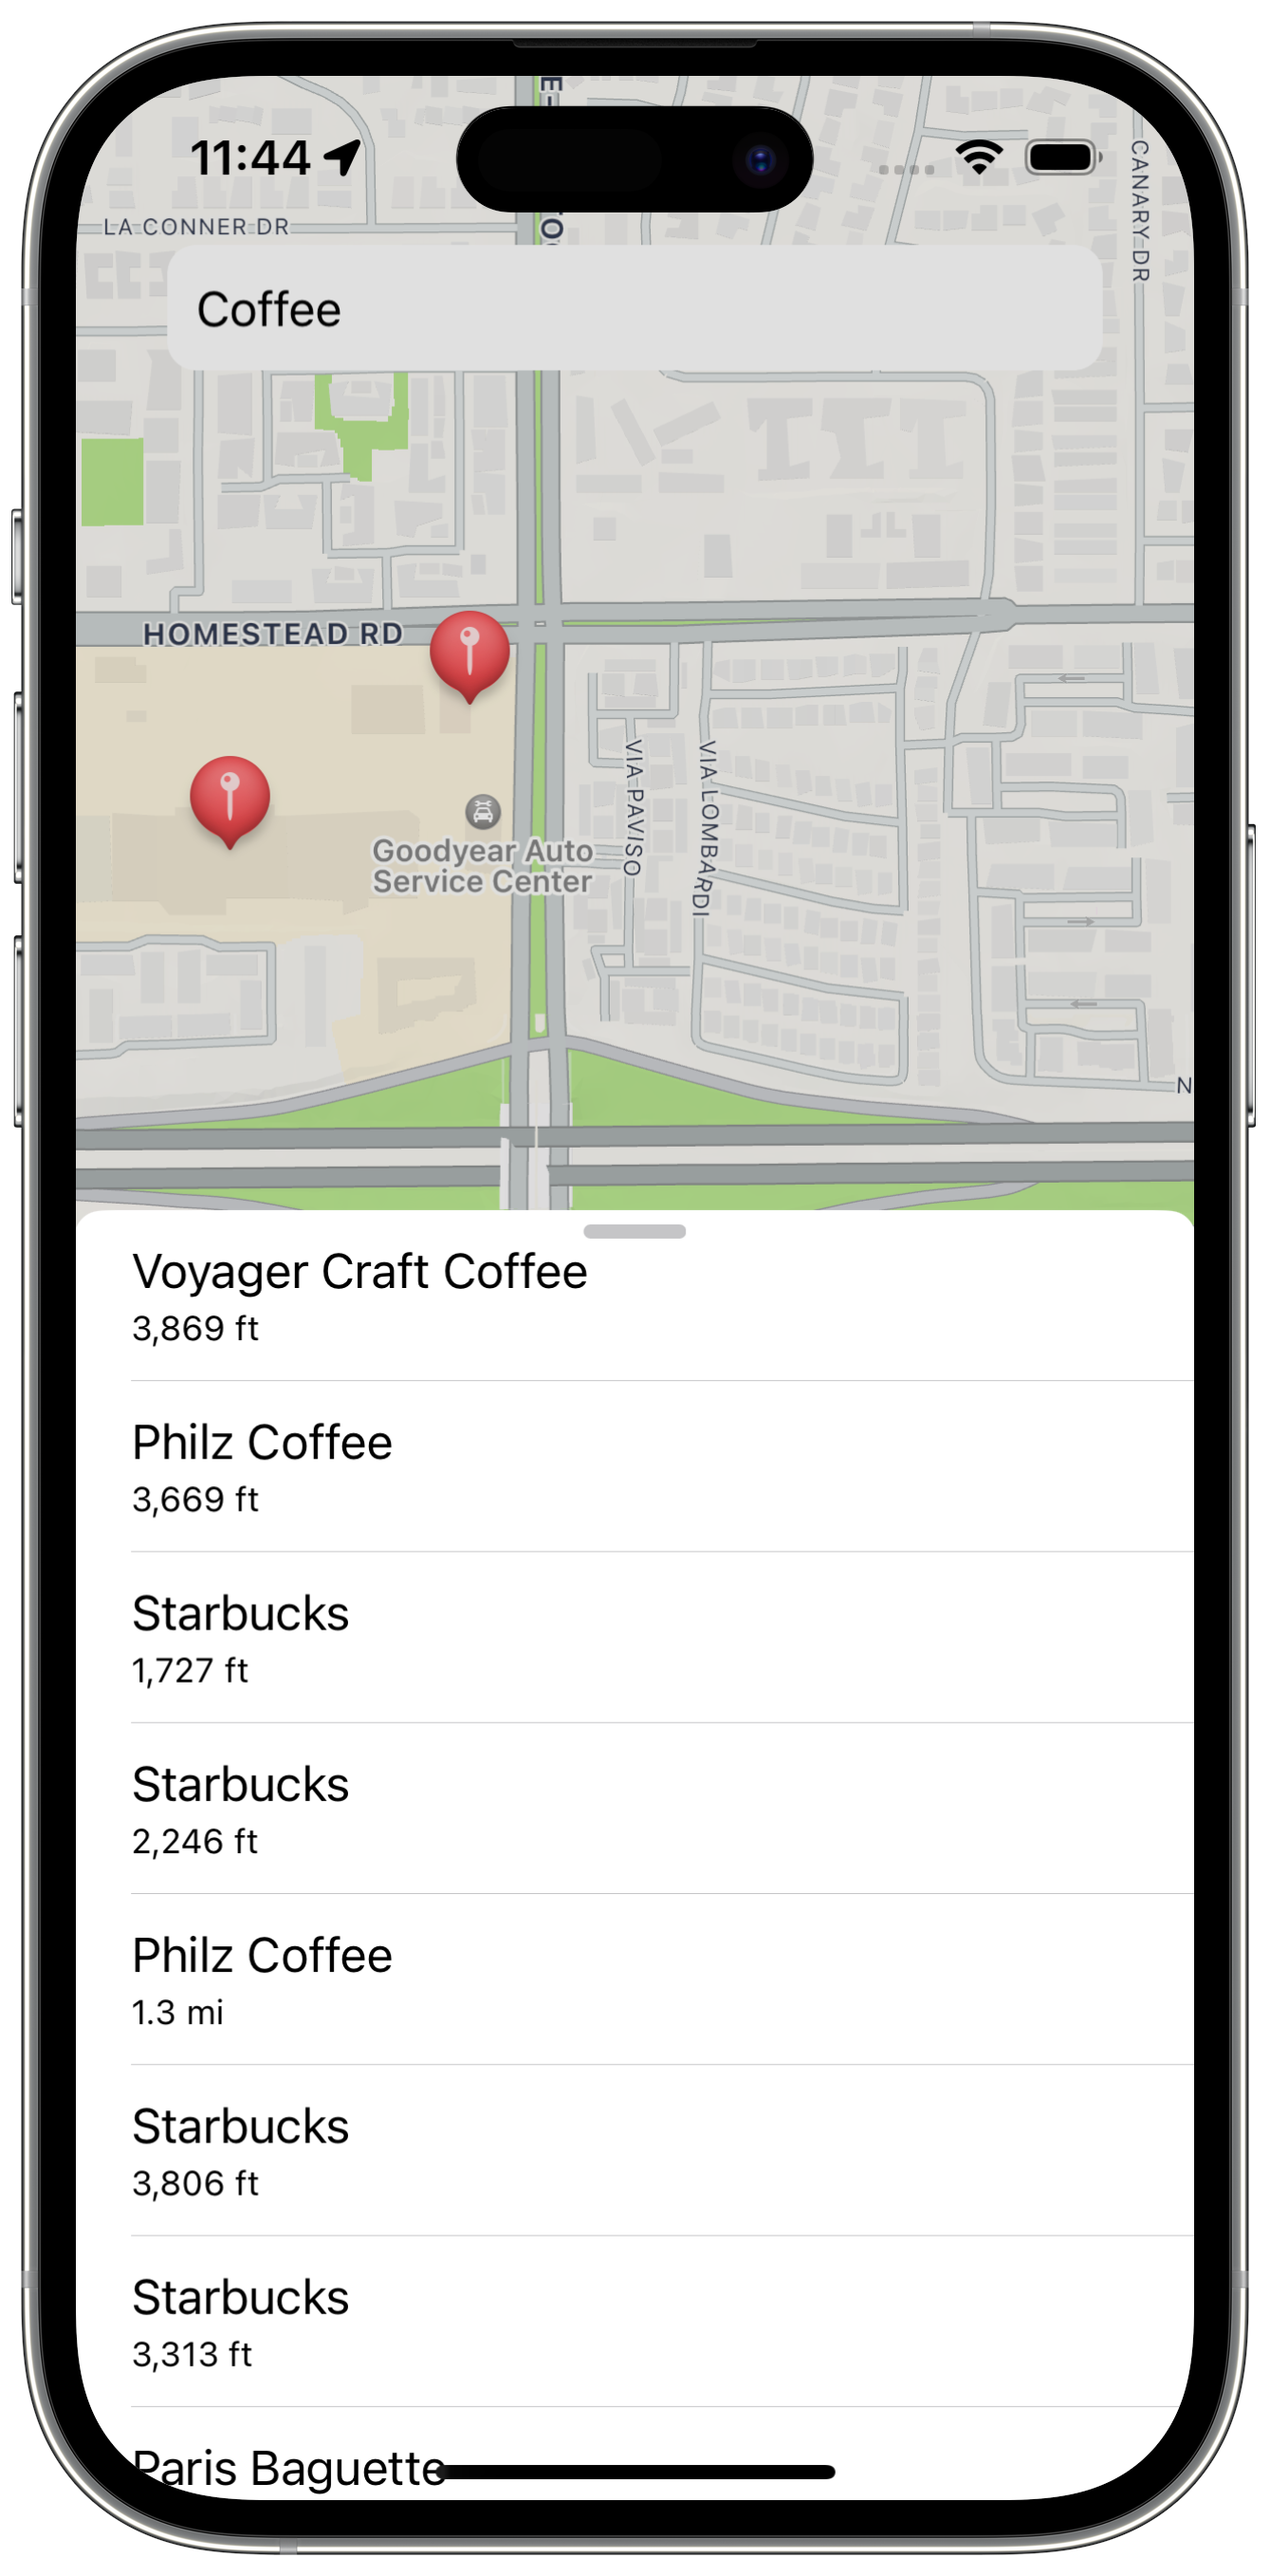 11:44
LA CONNER DR
CANARY DR
Coffee
HOMESTEAD RD
VIA PAVISO
VIA LOMBARDI
Goodyear Auto
Service Center
N
Voyager Craft Coffee
3,869 ft
Philz Coffee
3,669 ft
Starbucks
1,727 ft
Starbucks
2,246 ft
Philz Coffee
1.3 mi
Starbucks
3,806 ft
Starbucks
3,313 ft
Paris Baguette